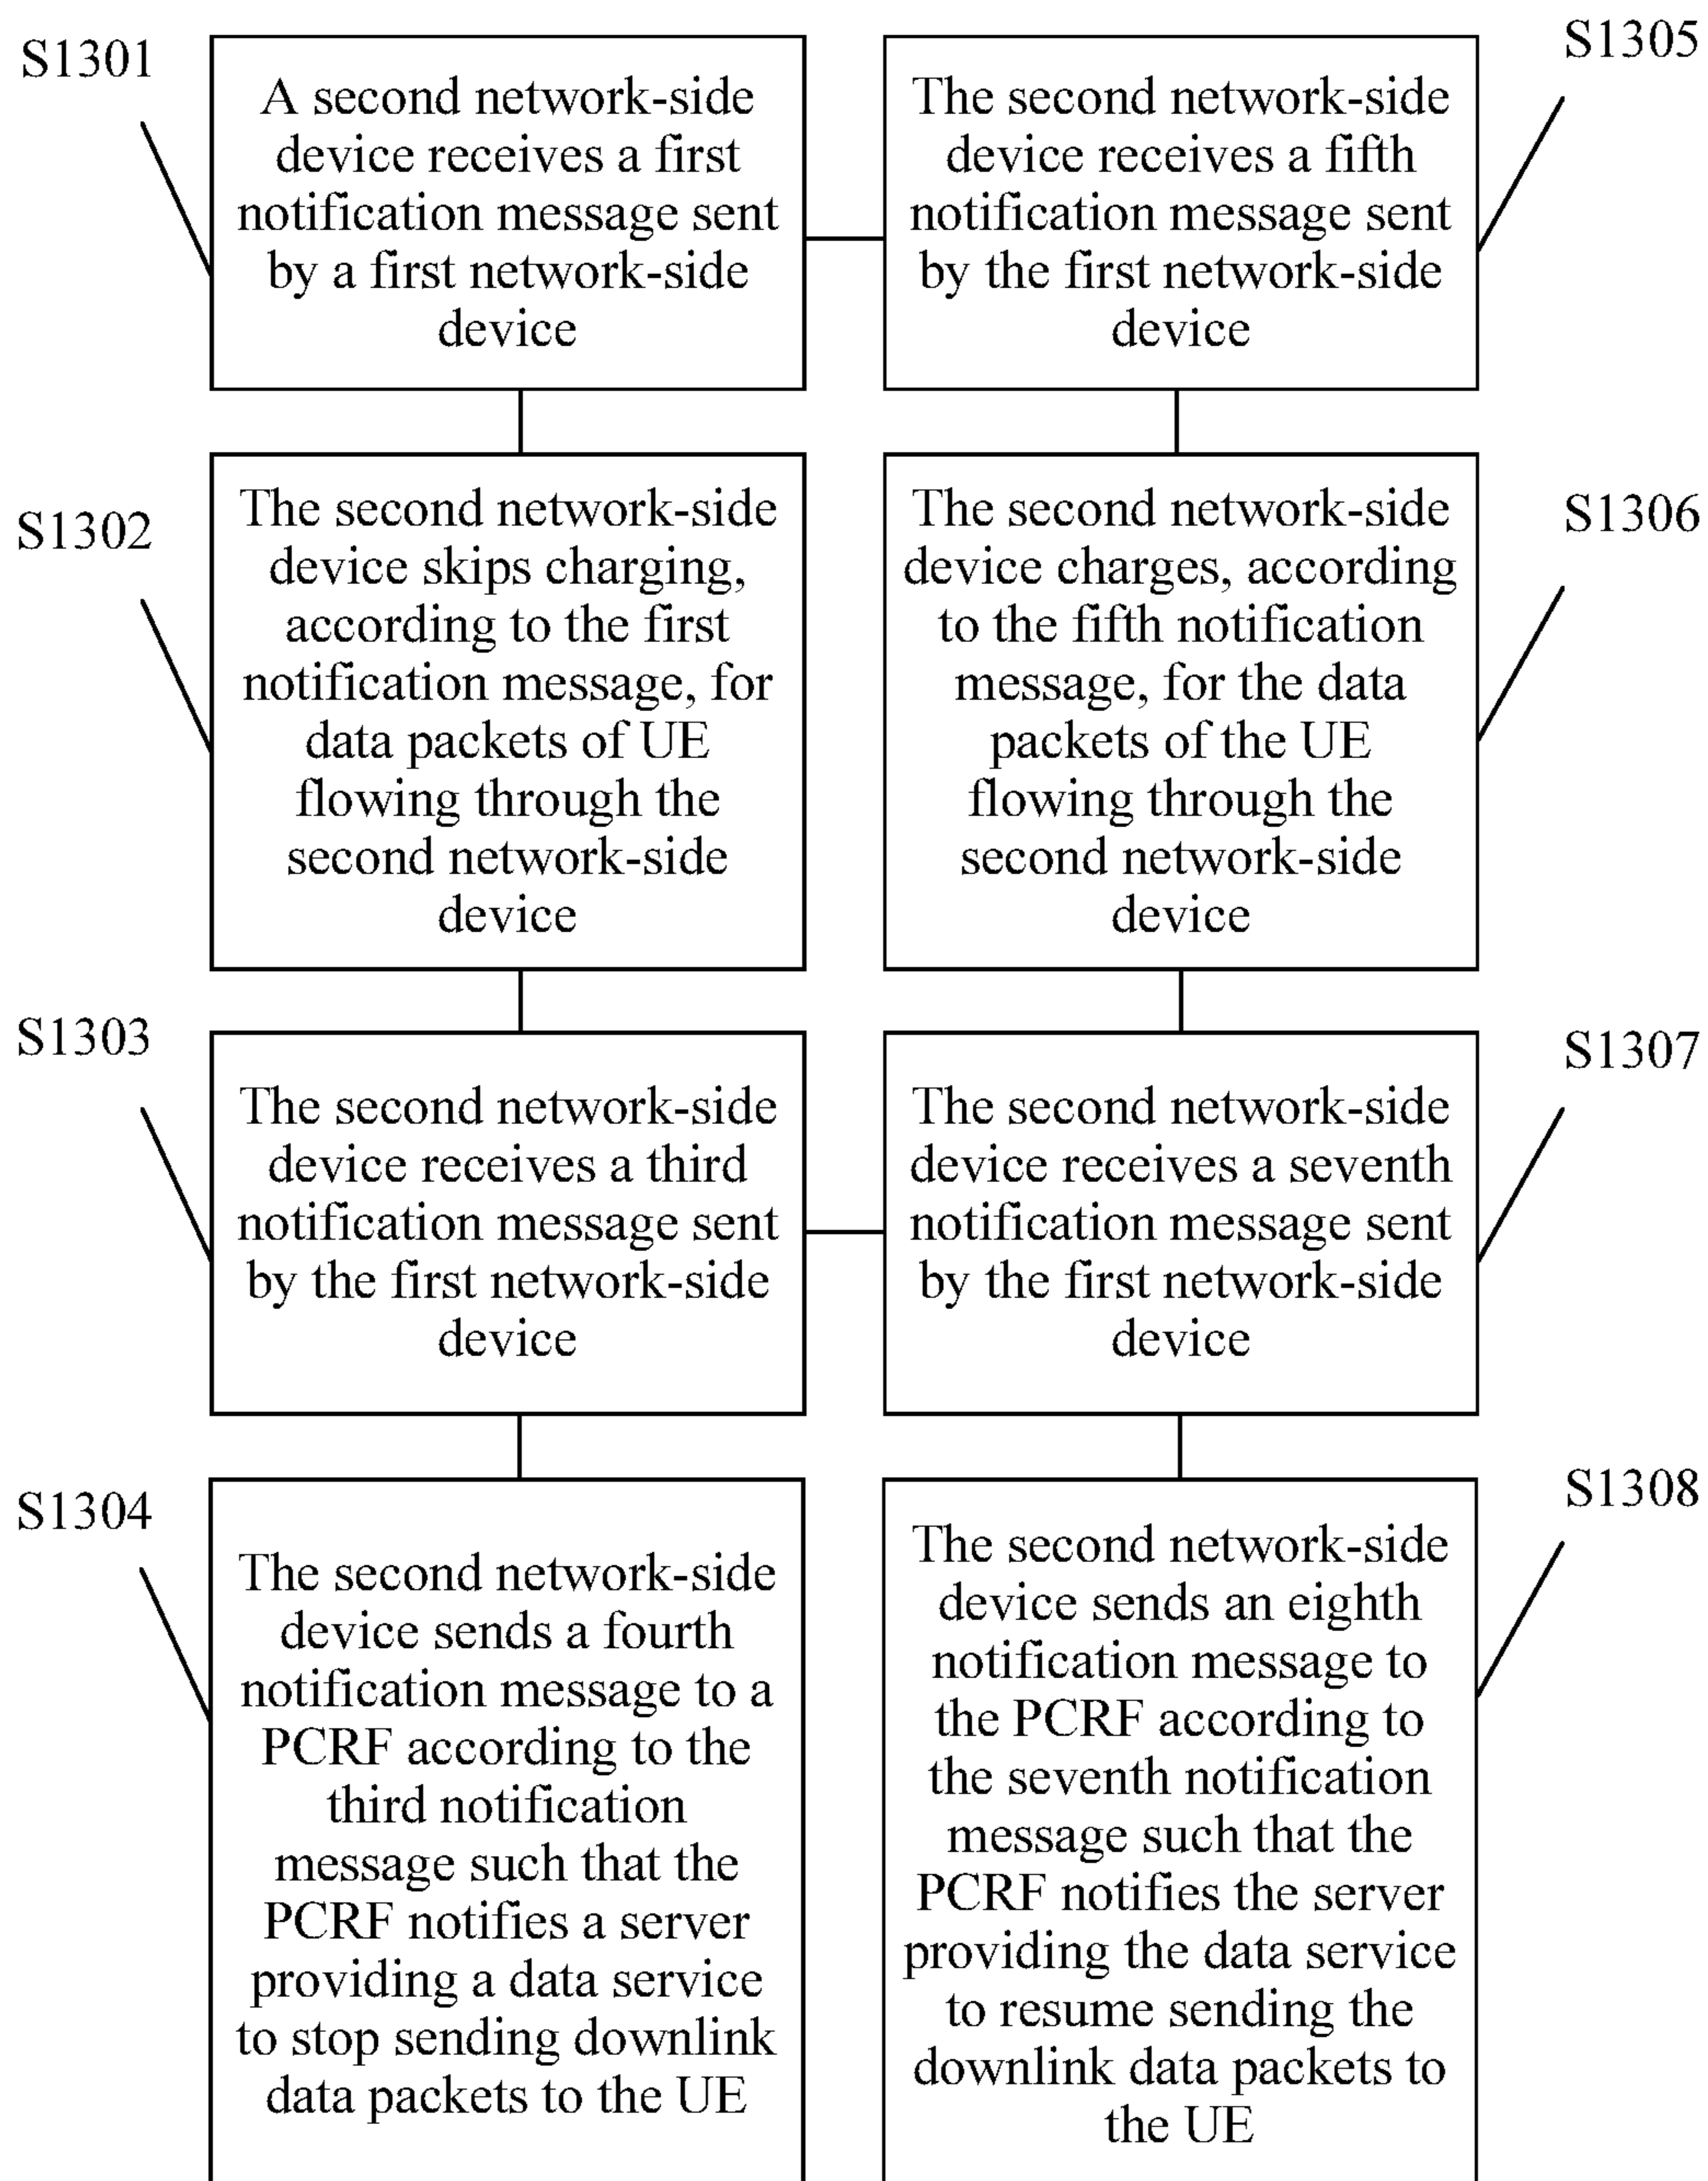 S1301
A second network-side
device receives a first
notification message sent
by a first network-side
device
S1302
The second network-side
device skips charging,
according to the first
notification message, for
data packets of UE
flowing through the
second network-side
device
S1303
The second network-side
device receives a third
notification message sent
by the first network-side
device
S1304
The second network-side
device sends a fourth
notification message to a
PCRF according to the
third notification
message such that the
PCRF notifies a server
providing a data service
to stop sending downlink
data packets to the UE
S1305
The second network-side
device receives a fifth
notification message sent
by the first network-side
device
S1306
The second network-side
device charges, according
to the fifth notification
message, for the data
packets of the UE
flowing through the
second network-side
device
S1307
The second network-side
device receives a seventh
notification message sent
by the first network-side
device
S1308
The second network-side
device sends an eighth
notification message to
the PCRF according to
the seventh notification
message such that the
PCRF notifies the server
providing the data service
to resume sending the
downlink data packets to
the UE